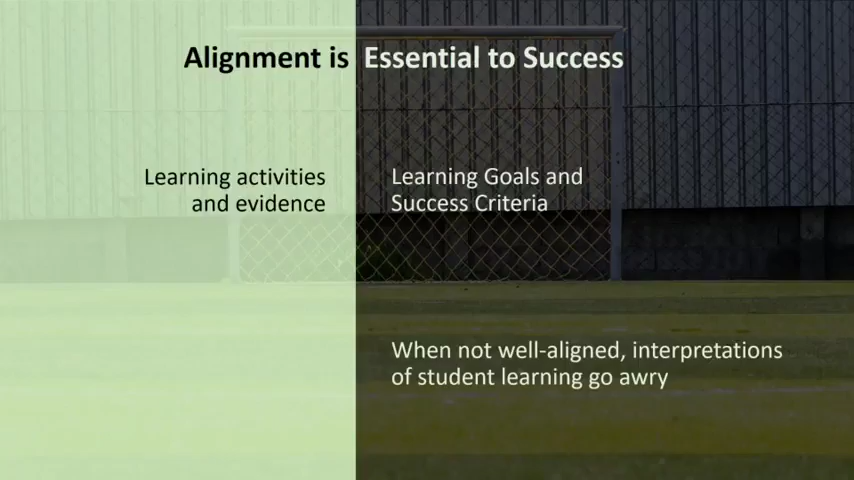 Alignment is Essential to Success
Learning activities
and evidence
Learning Goals and
Success Criteria
When not well-aligned, interpretations
of student learning go awry